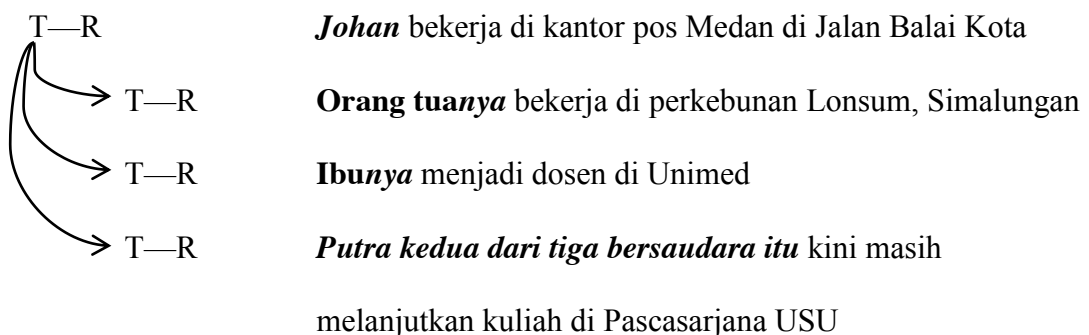 T—R Johan bekerja di kantor pos Medan di Jalan Balai Kota
T—R Orang tuanya bekerja di perkebunan Lonsum, Simalungan
T—R Ibunya menjadi dosen di Unimed
T—R Putra kedua dari tiga bersaudara itu kini masih
melanjutkan kuliah di Pascasarjana USU